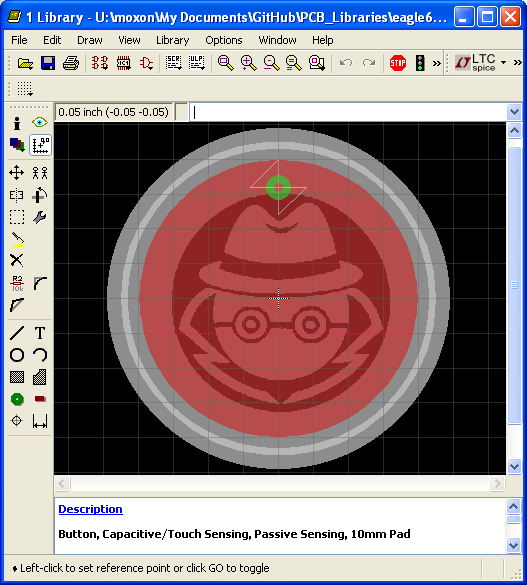 1 Library - U:\moxon\My Documents\GitHub\PCB_Libraries\eagle6....
File Edit Draw View Library Options Window Help
SCR ULP STOP LTC spice
0.05 inch (-0.05 -0.05)
R2
10k
T
Description
Button, Capacitive/Touch Sensing, Passive Sensing, 10mm Pad
Left-click to set reference point or click GO to toggle